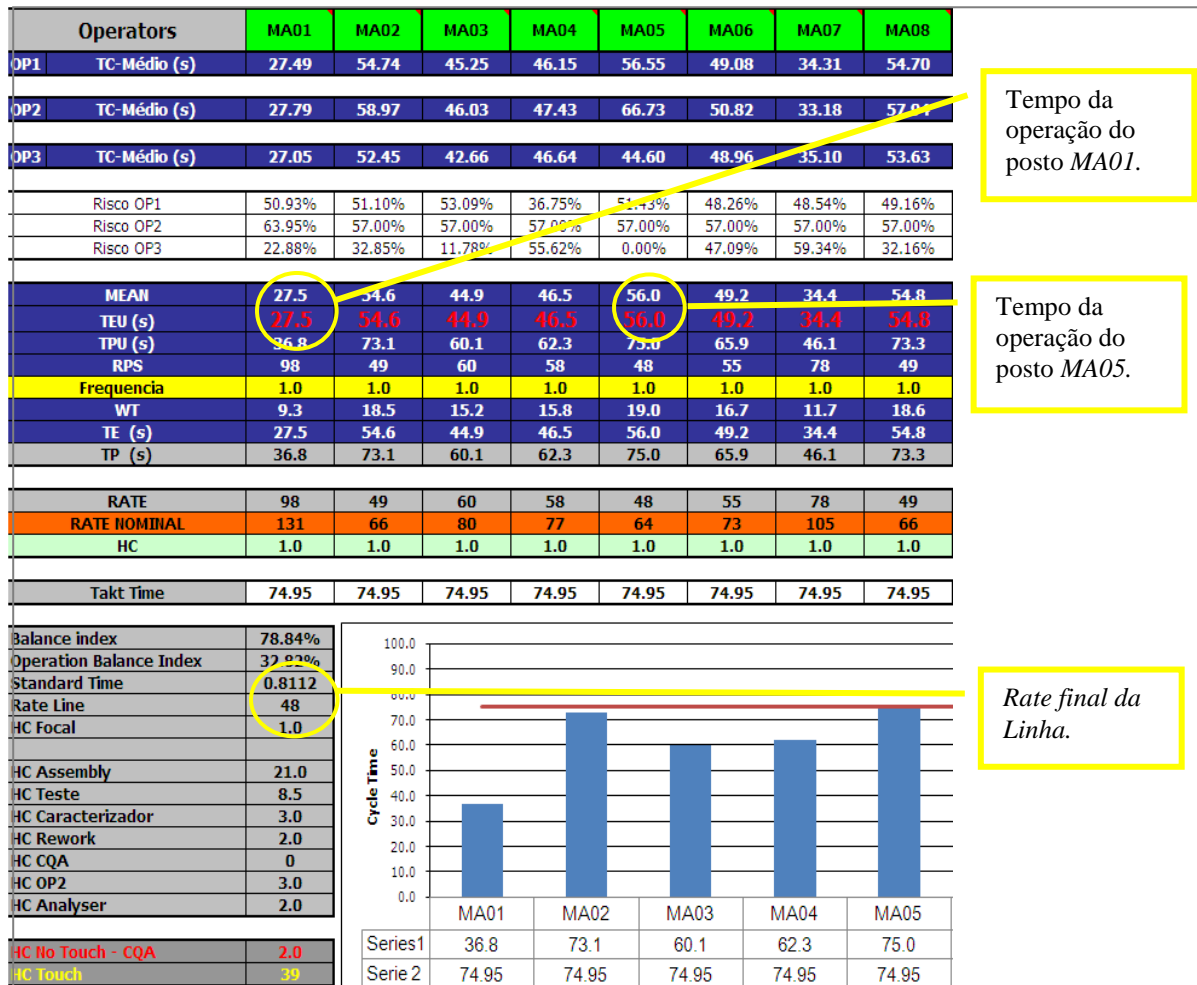 Operators MA01 MA02 MA03 MA04 MA05 MA06 MA07 MA08
OP1 TC-Médio (s) 27.49 54.74 45.25 46.15 56.55 49.08 34.31 54.70
OP2 TC-Médio (s) 27.79 58.97 46.03 47.43 66.73 50.82 33.18
OP3 TC-Médio (s) 27.05 52.45 42.66 46.64 44.60 48.96 35.10 53.63
Risco OP1 50.93% 51.10% 53.09% 36.75% 51.43% 48.26% 48.54% 49.16%
Risco OP2 63.95% 57.00% 57.00% 57.00% 57.00% 57.00% 57.00% 57.00%
Risco OP3 22.88% 32.85% 11.78% 55.62% 0.00% 47.09% 59.34% 32.16%
MEAN 27.5 54.6 44.9 46.5 56.0 49.2 34.4 54.8
TEU (s) 27.5 54.6 44.9 46.5 56.0 49.2 34.4 54.8
TPU (s) 36.8 73.1 60.1 62.3 75.0 65.9 46.1 73.3
RPS 98 49 60 58 48 55 78 49
Frequencia 1.0 1.0 1.0 1.0 1.0 1.0 1.0 1.0
WT 9.3 18.5 15.2 15.8 19.0 16.7 11.7 18.6
TE (s) 27.5 54.6 44.9 46.5 56.0 49.2 34.4 54.8
TP (s) 36.8 73.1 60.1 62.3 75.0 65.9 46.1 73.3
RATE 98 49 60 58 48 55 78 49
RATE NOMINAL 131 66 80 77 64 73 105 66
HC 1.0 1.0 1.0 1.0 1.0 1.0 1.0 1.0
Takt Time 74.95 74.95 74.95 74.95 74.95 74.95 74.95 74.95
Balance index 78.84%
Operation Balance Index 32.82%
Standard Time 0.8112
Rate Line 48
HC Focal 1.0
HC Assembly 21.0
HC Teste 8.5
HC Caracterizador 3.0
HC Rework 2.0
HC CQA 0
HC OP2 3.0
HC Analyser 2.0
HC No Touch - CQA 2.0
HC Touch 39
Cycle Time
100.0
90.0
80.0
70.0
60.0
50.0
40.0
30.0
20.0
10.0
0.0
MA01 MA02 MA03 MA04 MA05
Series1 36.8 73.1 60.1 62.3 75.0
Serie 2 74.95 74.95 74.95 74.95 74.95
Tempo da
operação do
posto MA01.
Tempo da
operação do
posto MA05.
Rate final da
Linha.